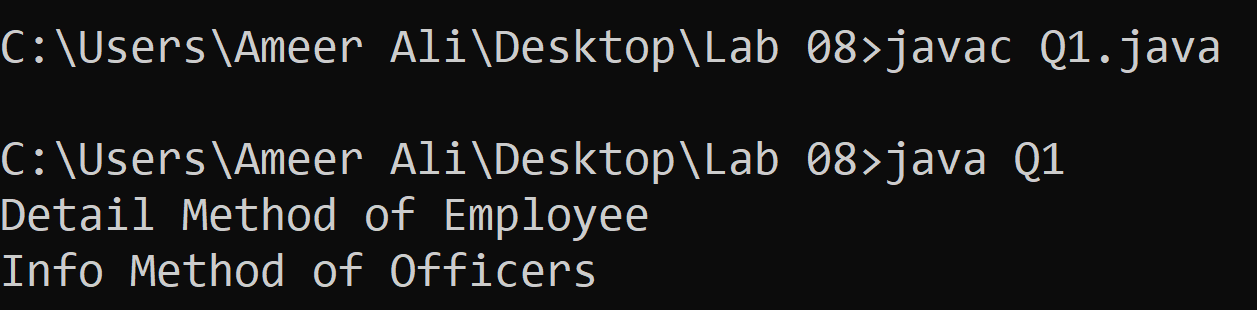 C:\Users\Ameer Ali\Desktop\Lab 08>javac Q1.java
C:\Users\Ameer Ali\Desktop\Lab 08>java Q1
Detail Method of Employee
Info Method of Officers